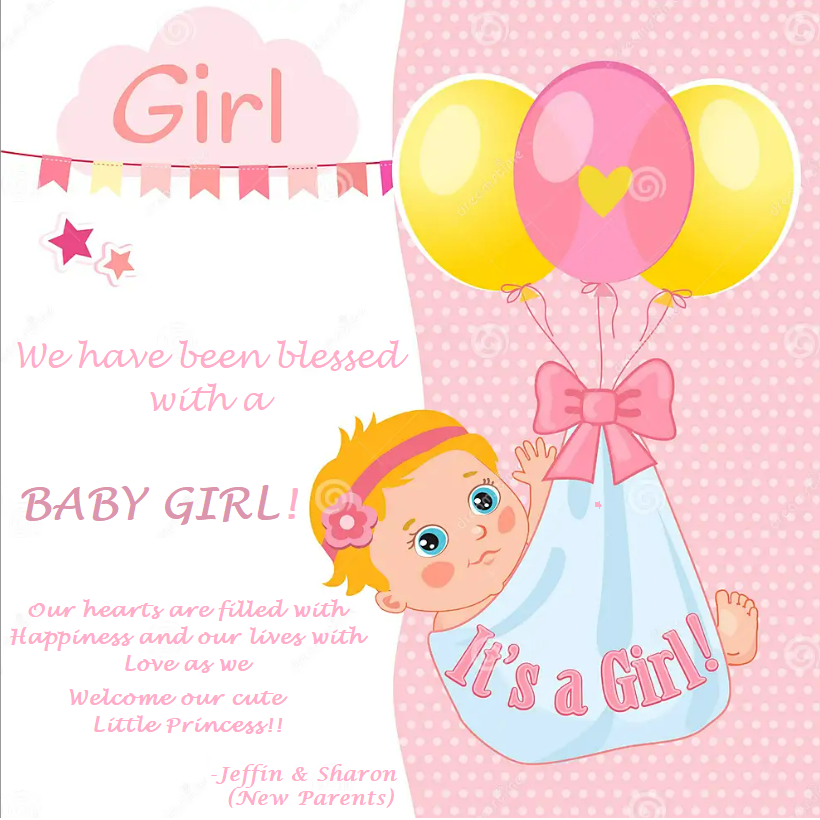 Girl
We have been blessed
with a
BABY GIRL!
Our hearts are filled with
Happiness and our lives with
Love as we
Welcome our cute
Little Princess!!
-Jeffin & Sharon
(New Parents)
It's a Girl!